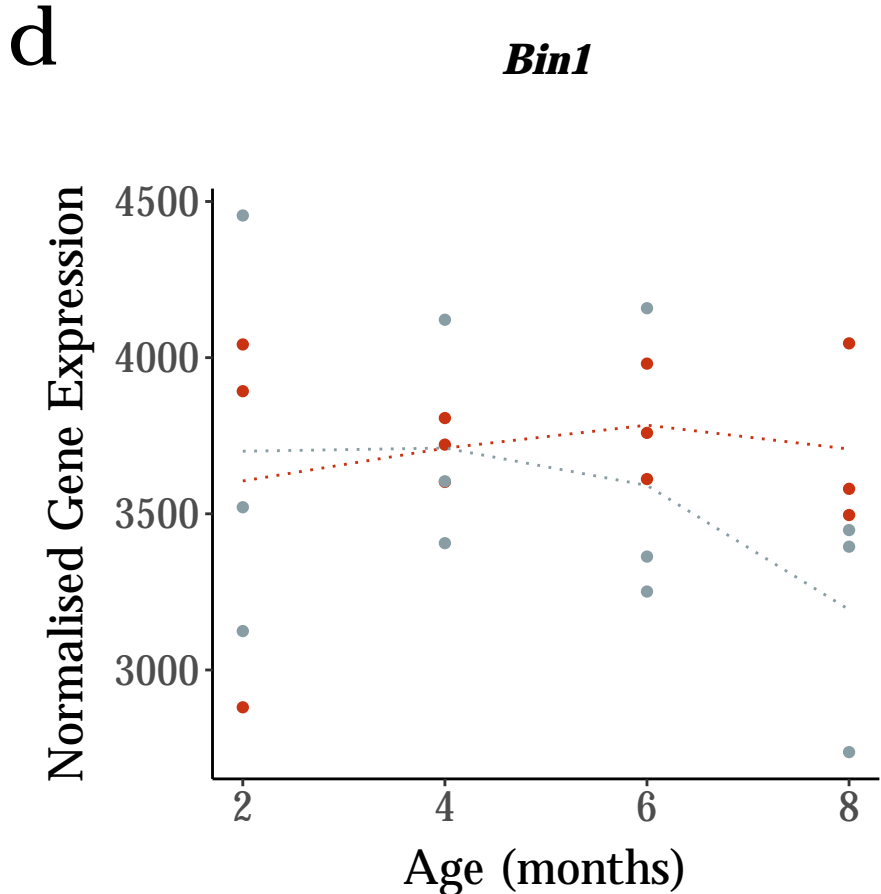 d
Bin1
Normalised Gene Expression
4500
4000
3500
3000
2 4 6 8
Age (months)